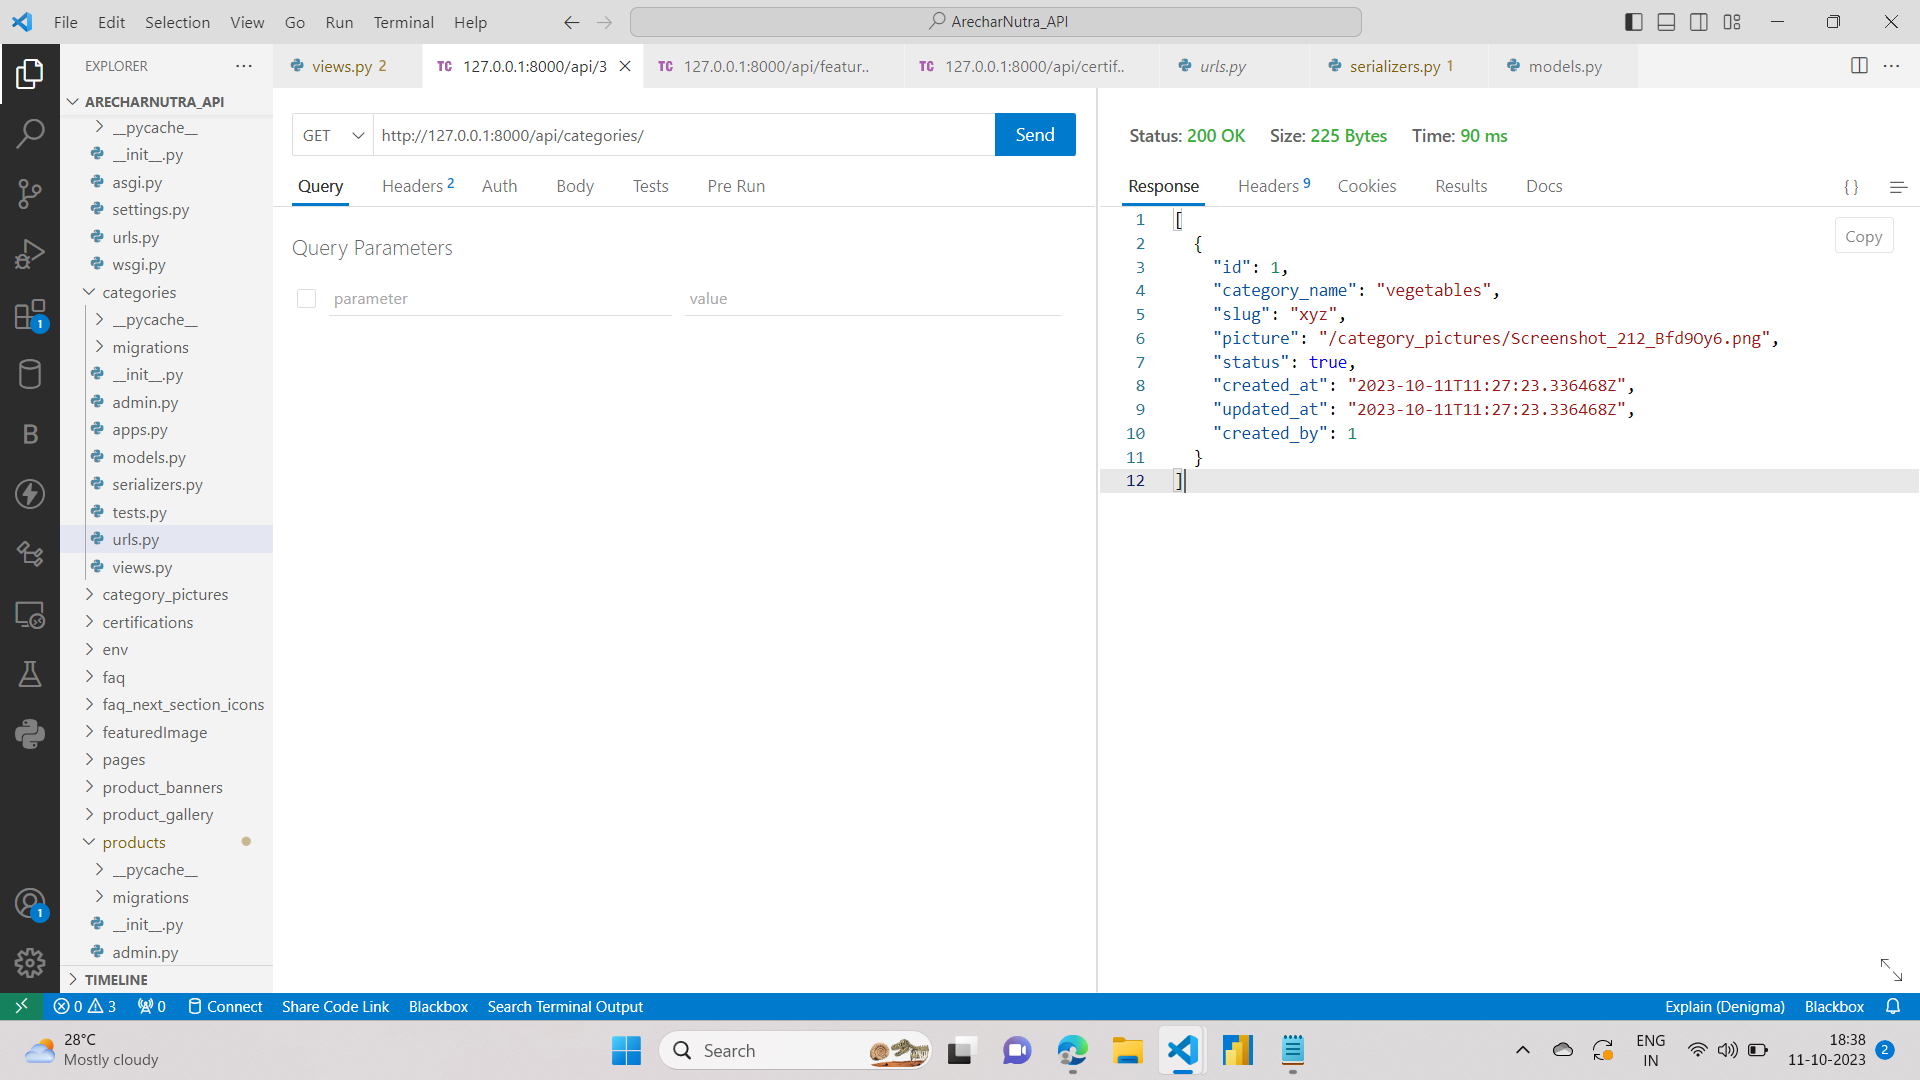 File Edit Selection View Go Run Terminal Help
ArecharNutra_API
EXPLORER
views.py 2
TC 127.0.0.1:8000/api/3
TC 127.0.0.1:8000/api/featur..
TC 127.0.0.1:8000/api/certif..
urls.py
serializers.py 1
models.py
ARECHARNUTRA_API
__pycache__
__init__.py
asgi.py
settings.py
urls.py
wsgi.py
categories
__pycache__
migrations
__init__.py
admin.py
apps.py
models.py
serializers.py
tests.py
urls.py
views.py
category_pictures
certifications
env
faq
faq_next_section_icons
featuredImage
pages
product_banners
product_gallery
products
__pycache__
migrations
__init__.py
admin.py
TIMELINE
1
B
1
GET http://127.0.0.1:8000/api/categories/ Send
Query Headers 2 Auth Body Tests Pre Run
Query Parameters
parameter value
Status: 200 OK Size: 225 Bytes Time: 90 ms
Response Headers 9 Cookies Results Docs { }
Copy
1 [
2 {
3 "id": 1,
4 "category_name": "vegetables",
5 "slug": "xyz",
6 "picture": "/category_pictures/Screenshot_212_Bfd9Oy6.png",
7 "status": true,
8 "created_at": "2023-10-11T11:27:23.336468Z",
9 "updated_at": "2023-10-11T11:27:23.336468Z",
10 "created_by": 1
11 }
12 ]
0 3 0 Connect Share Code Link Blackbox Search Terminal Output
Explain (Denigma) Blackbox
28°C
Mostly cloudy
Search
ENG
IN
18:38
11-10-2023
2